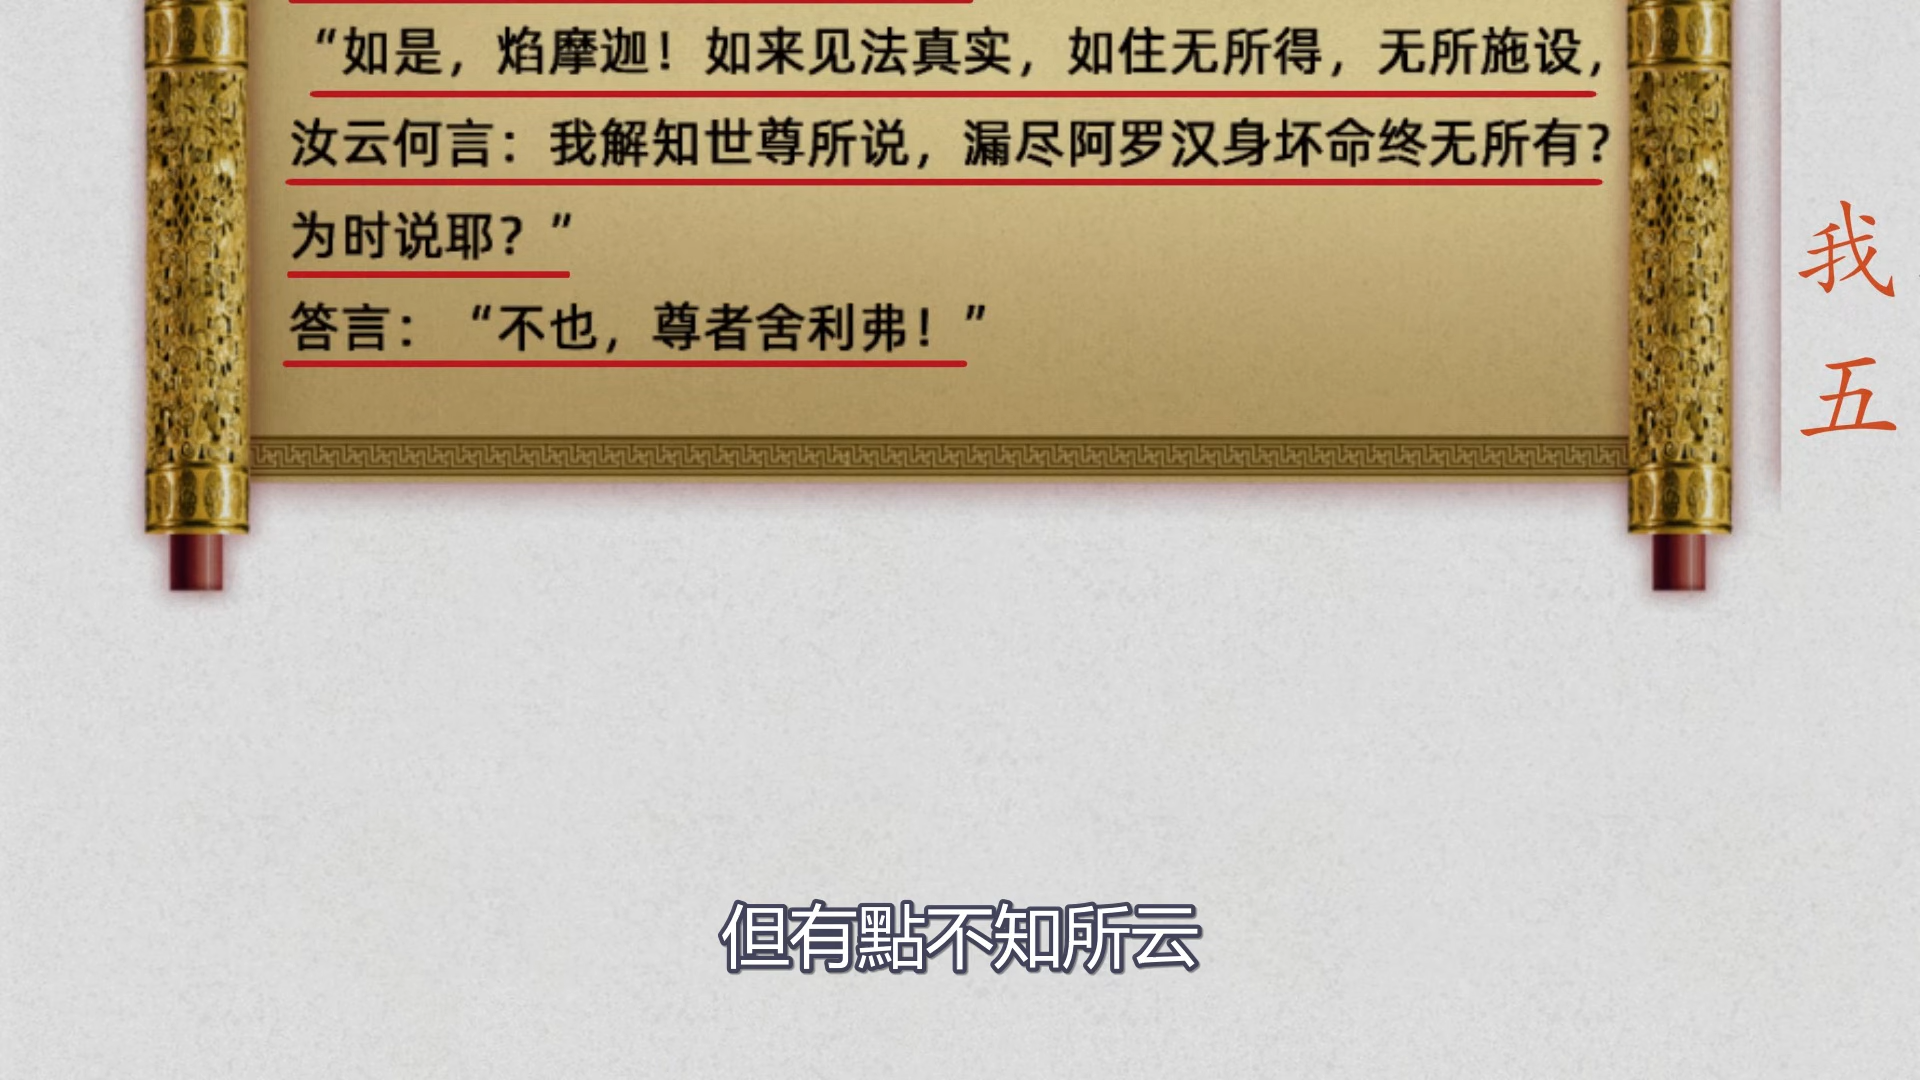 “如是，焰摩迦！如来见法真实，如住无所得，无所施设，
汝云何言：我解知世尊所说，漏尽阿罗汉身坏命终无所有？
为时说耶？”
答言：“不也，尊者舍利弗！”
我
五
但有點不知所云